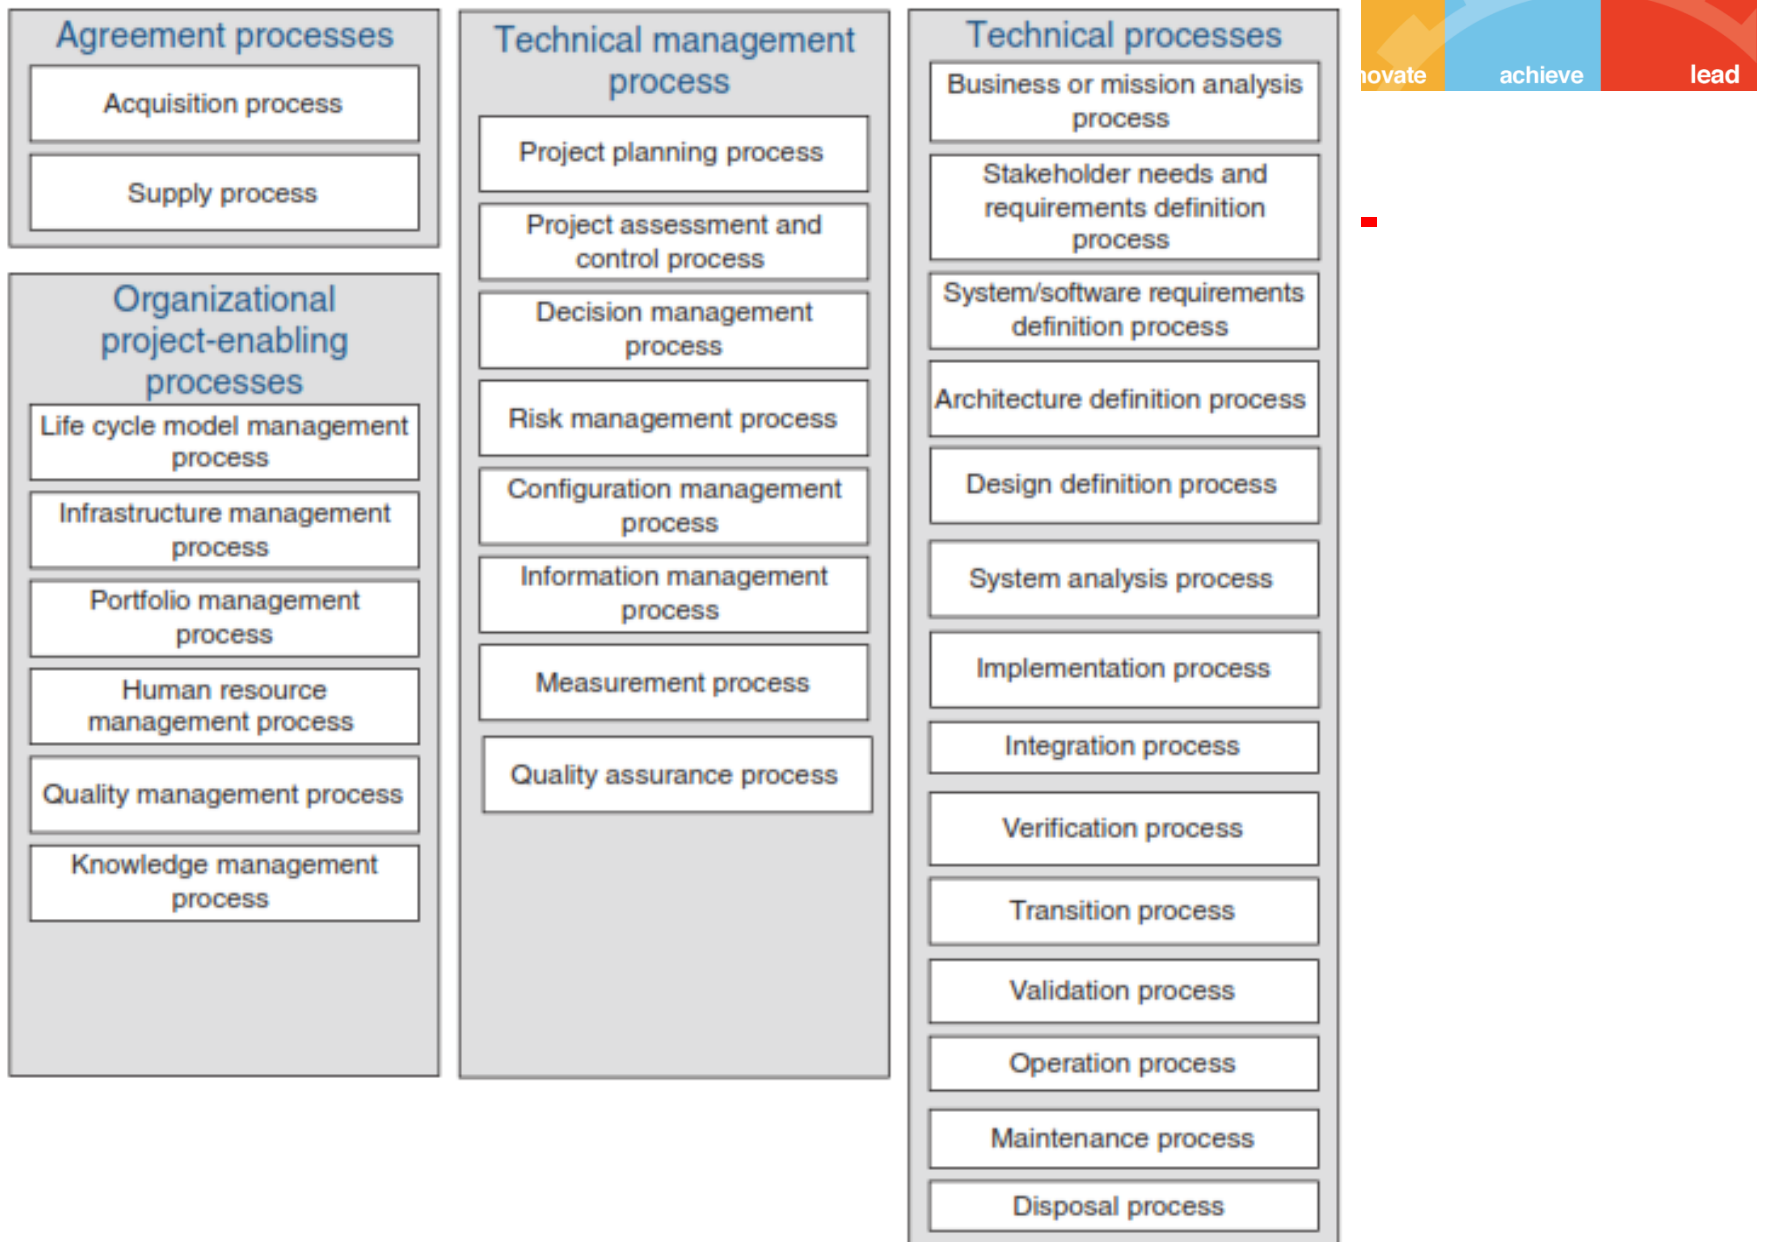 Agreement processes
Acquisition process
Supply process
Organizational
project-enabling
processes
Life cycle model management
process
Infrastructure management
process
Portfolio management
process
Human resource
management process
Quality management process
Knowledge management
process
Technical management
process
Project planning process
Project assessment and
control process
Decision management
process
Risk management process
Configuration management
process
Information management
process
Measurement process
Quality assurance process
Technical processes
Business or mission analysis
process
Stakeholder needs and
requirements definition
process
System/software requirements
definition process
Architecture definition process
Design definition process
System analysis process
Implementation process
Integration process
Verification process
Transition process
Validation process
Operation process
Maintenance process
Disposal process
novate achieve lead